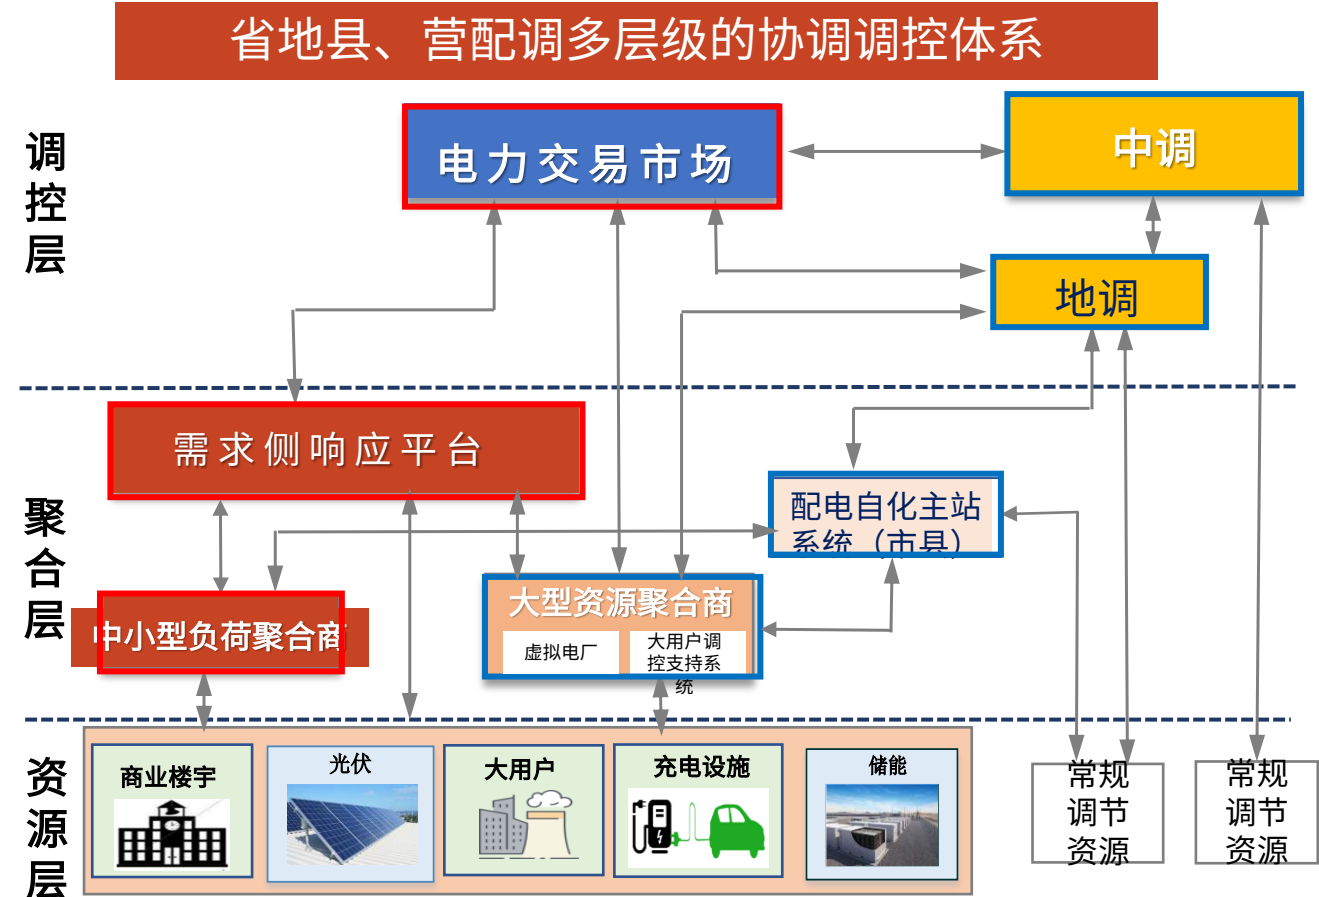 省地县、营配调多层级的协调调控体系
调控层
电力交易市场
中调
地调
聚合层
需求侧响应平台
配电自化主站
系统（市县）
中小型负荷聚合商
大型资源聚合商
虚拟电厂
大用户调
控支持系
统
资源层
商业楼宇
光伏
大用户
充电设施
储能
常规
调节
资源
常规
调节
资源